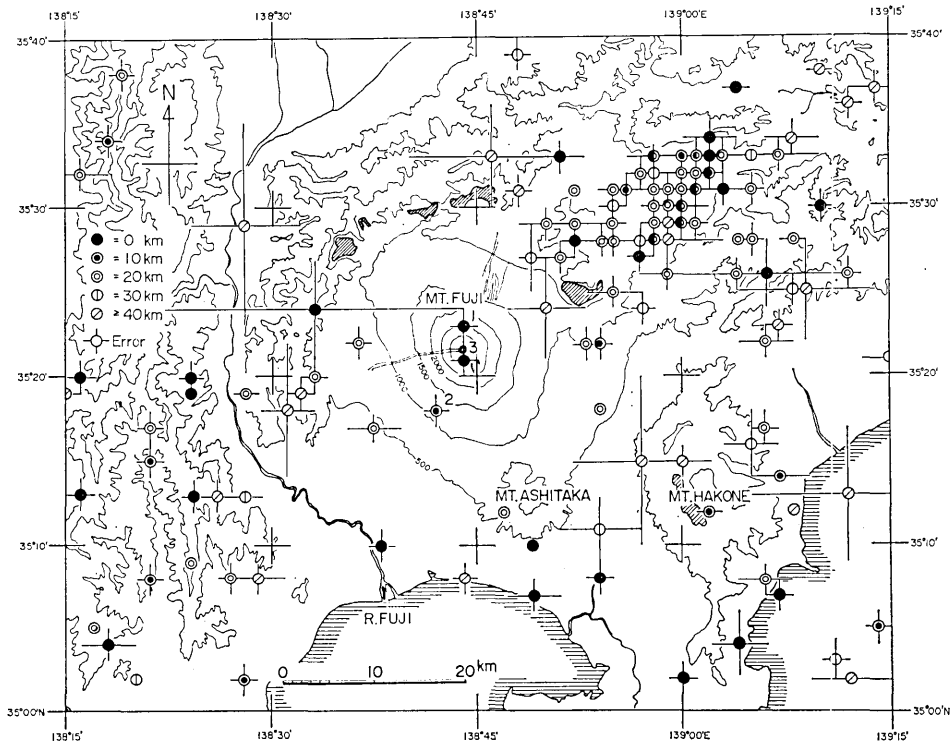 138°15' 138°30' 138°45' 139°00'E 139°15'
35°40' 35°40'
N
35°30' 35°30'
= 0 km
= 10 km
= 20 km
= 30 km
≥ 40 km
Error
MT. FUJI
1
3
2
2000
1500
1000
500
35°20' 35°20'
MT. ASHITAKA MT. HAKONE
35°10' 35°10'
R. FUJI
0 10 20 km
35°00'N 35°00'
138°15' 138°30' 138°45' 139°00' 139°15'